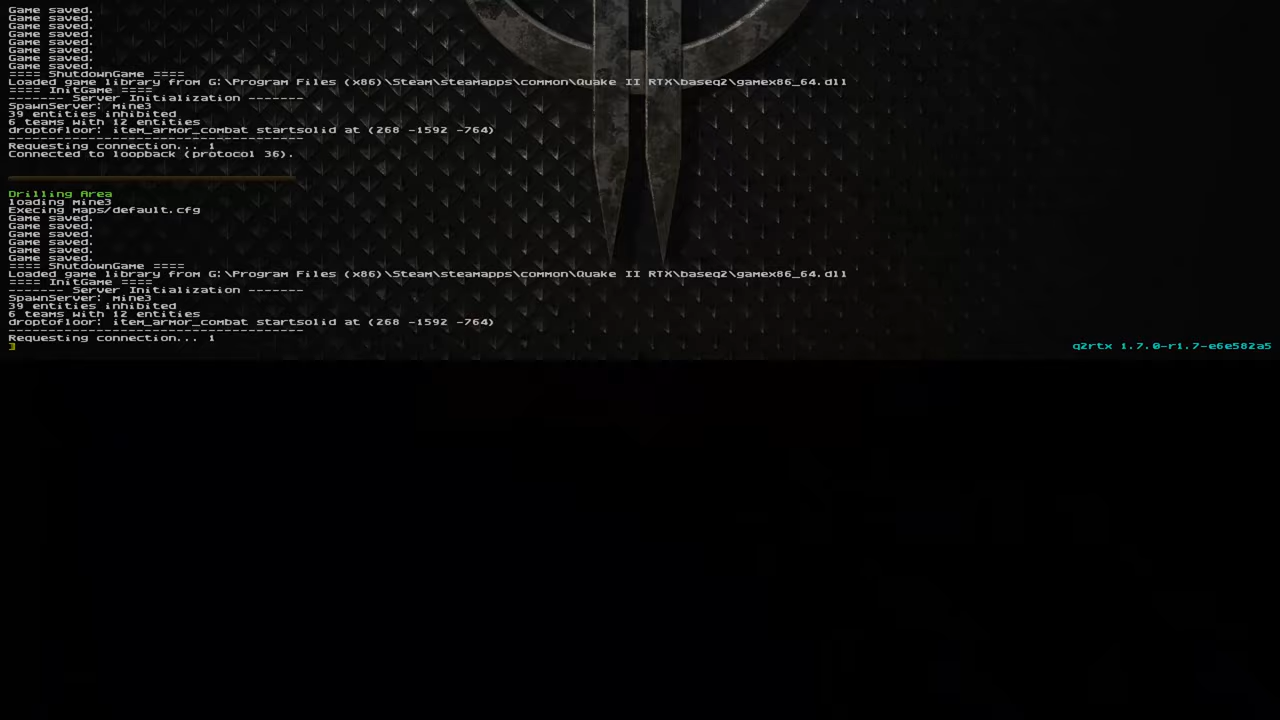 Game saved.
Game saved.
Game saved.
Game saved.
Game saved.
Game saved.
Game saved.
Game saved.
==== ShutdownGame ====
Loaded game library from G:\Program Files (x86)\Steam\steamapps\common\Quake II RTX\baseq2\gamex86_64.dll
==== InitGame ====
------- Server Initialization -------
SpawnServer: mine3
39 entities inhibited
6 teams with 12 entities
droptofloor: item_armor_combat startsolid at (268 -1592 -764)
-------------------------------------
Requesting connection... 1
Connected to loopback (protocol 36).
Drilling Area
loading mine3
Execing maps/default.cfg
Game saved.
Game saved.
Game saved.
Game saved.
Game saved.
Game saved.
==== ShutdownGame ====
Loaded game library from G:\Program Files (x86)\Steam\steamapps\common\Quake II RTX\baseq2\gamex86_64.dll
==== InitGame ====
------- Server Initialization -------
SpawnServer: mine3
39 entities inhibited
6 teams with 12 entities
droptofloor: item_armor_combat startsolid at (268 -1592 -764)
-------------------------------------
Requesting connection... 1
]
q2rtx 1.7.0-r1.7-e6e582a5